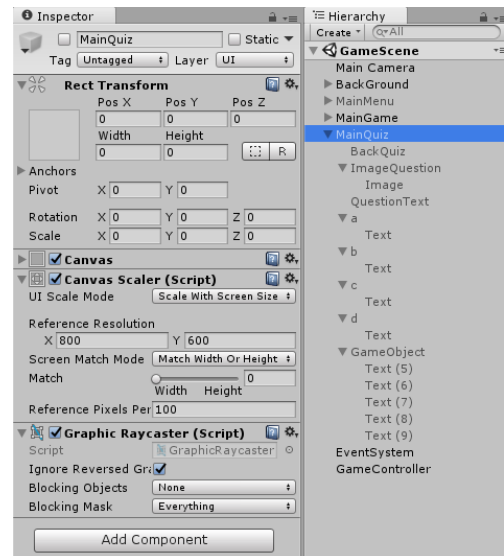 Inspector
MainQuiz Static
Tag Untagged Layer UI
Rect Transform
Pos X Pos Y Pos Z
0 0 0
Width Height
0 0 R
Anchors
Pivot X 0 Y 0
Rotation X 0 Y 0 Z 0
Scale X 0 Y 0 Z 0
Canvas
Canvas Scaler (Script)
UI Scale Mode Scale With Screen Size
Reference Resolution
X 800 Y 600
Screen Match Mode Match Width Or Height
Match 0
Width Height
Reference Pixels Per 100
Graphic Raycaster (Script)
Script GraphicRaycaster
Ignore Reversed Gra
Blocking Objects None
Blocking Mask Everything
Add Component
Hierarchy
Create All
GameScene
Main Camera
BackGround
MainMenu
MainGame
MainQuiz
BackQuiz
ImageQuestion
Image
QuestionText
a
Text
b
Text
c
Text
d
Text
GameObject
Text (5)
Text (6)
Text (7)
Text (8)
Text (9)
EventSystem
GameController